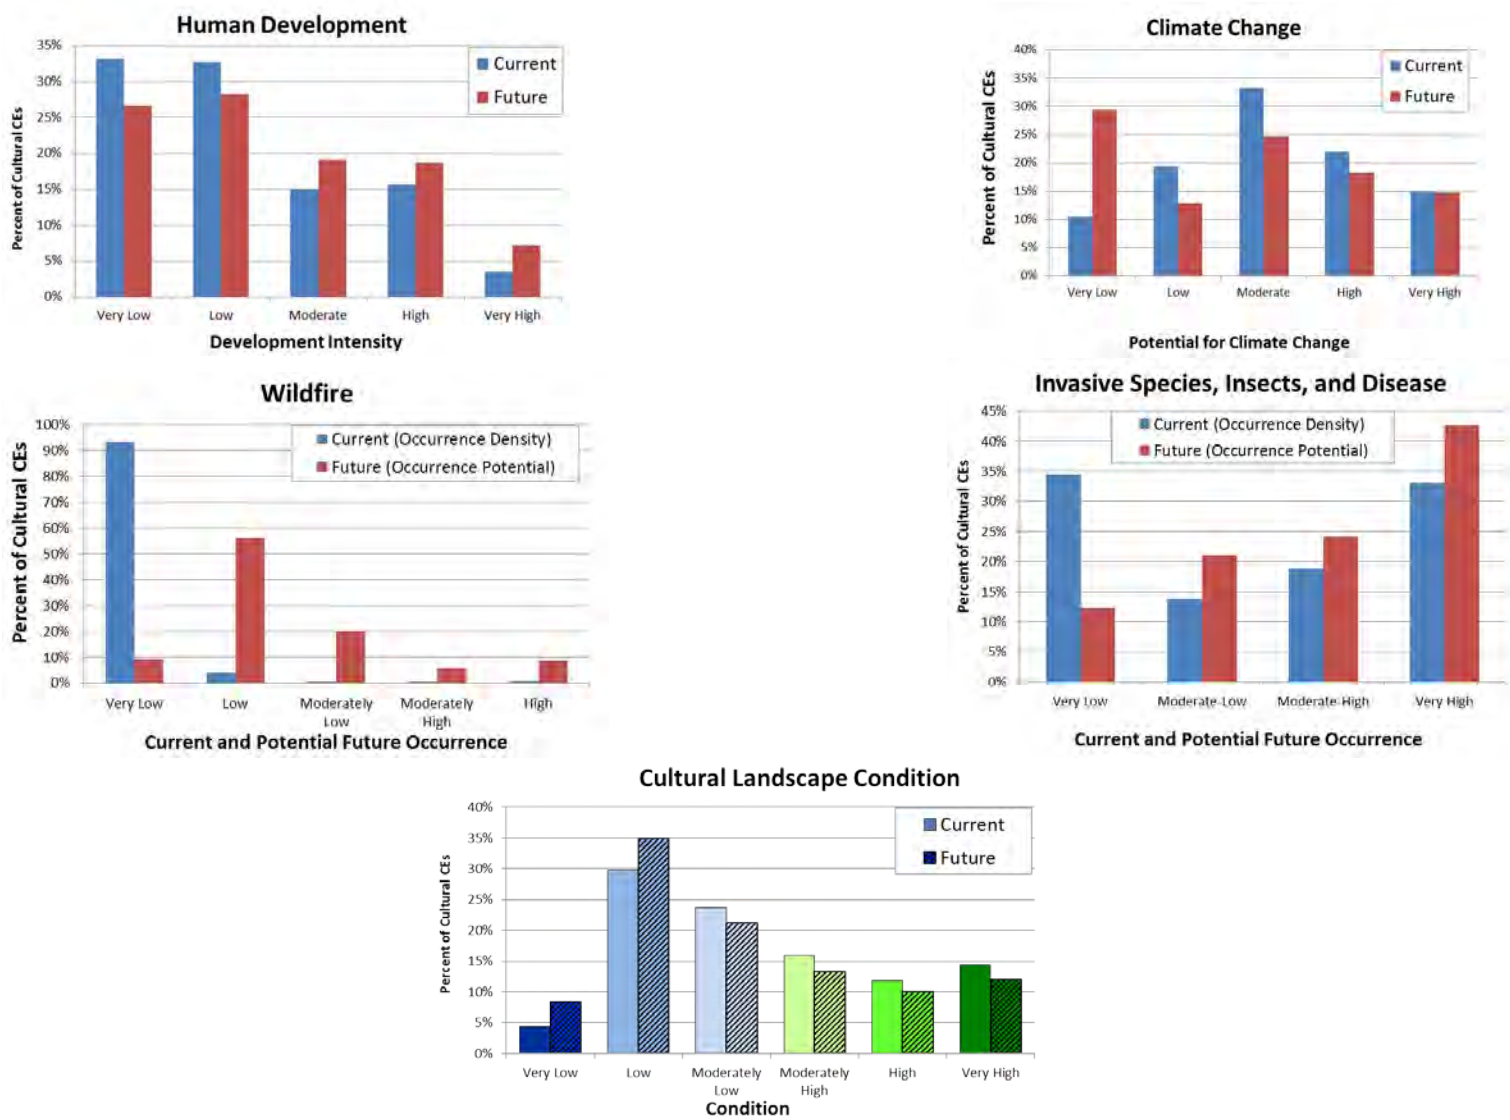 Human Development
35%
30%
25%
20%
15%
10%
5%
0%
Percent of Cultural CEs
Current
Future
Very Low Low Moderate High Very High
Development Intensity
Climate Change
40%
35%
30%
25%
20%
15%
10%
5%
0%
Percent of Cultural CEs
Current
Future
Very Low Low Moderate High Very High
Potential for Climate Change
Wildfire
100%
90%
80%
70%
60%
50%
40%
30%
20%
10%
0%
Percent of Cultural CEs
Current (Occurrence Density)
Future (Occurrence Potential)
Very Low Low Moderately Moderately High
Low High
Current and Potential Future Occurrence
Invasive Species, Insects, and Disease
45%
40%
35%
30%
25%
20%
15%
10%
5%
0%
Percent of Cultural CEs
Current (Occurrence Density)
Future (Occurrence Potential)
Very Low Moderate-Low Moderate-High Very High
Current and Potential Future Occurrence
Cultural Landscape Condition
40%
35%
30%
25%
20%
15%
10%
5%
0%
Percent of Cultural CEs
Current
Future
Very Low Low Moderately Moderately High Very High
Low High
Condition